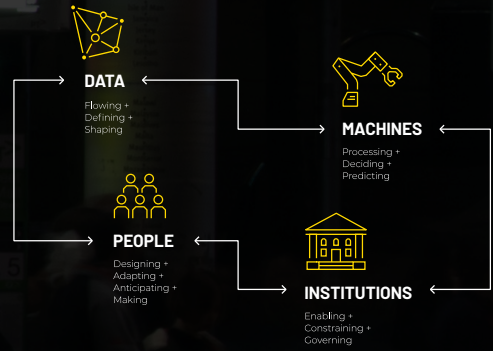 DATA
Flowing +
Defining +
Shaping
MACHINES
Processing +
Deciding +
Predicting
PEOPLE
Designing +
Adapting +
Anticipating +
Making
INSTITUTIONS
Enabling +
Constraining +
Governing